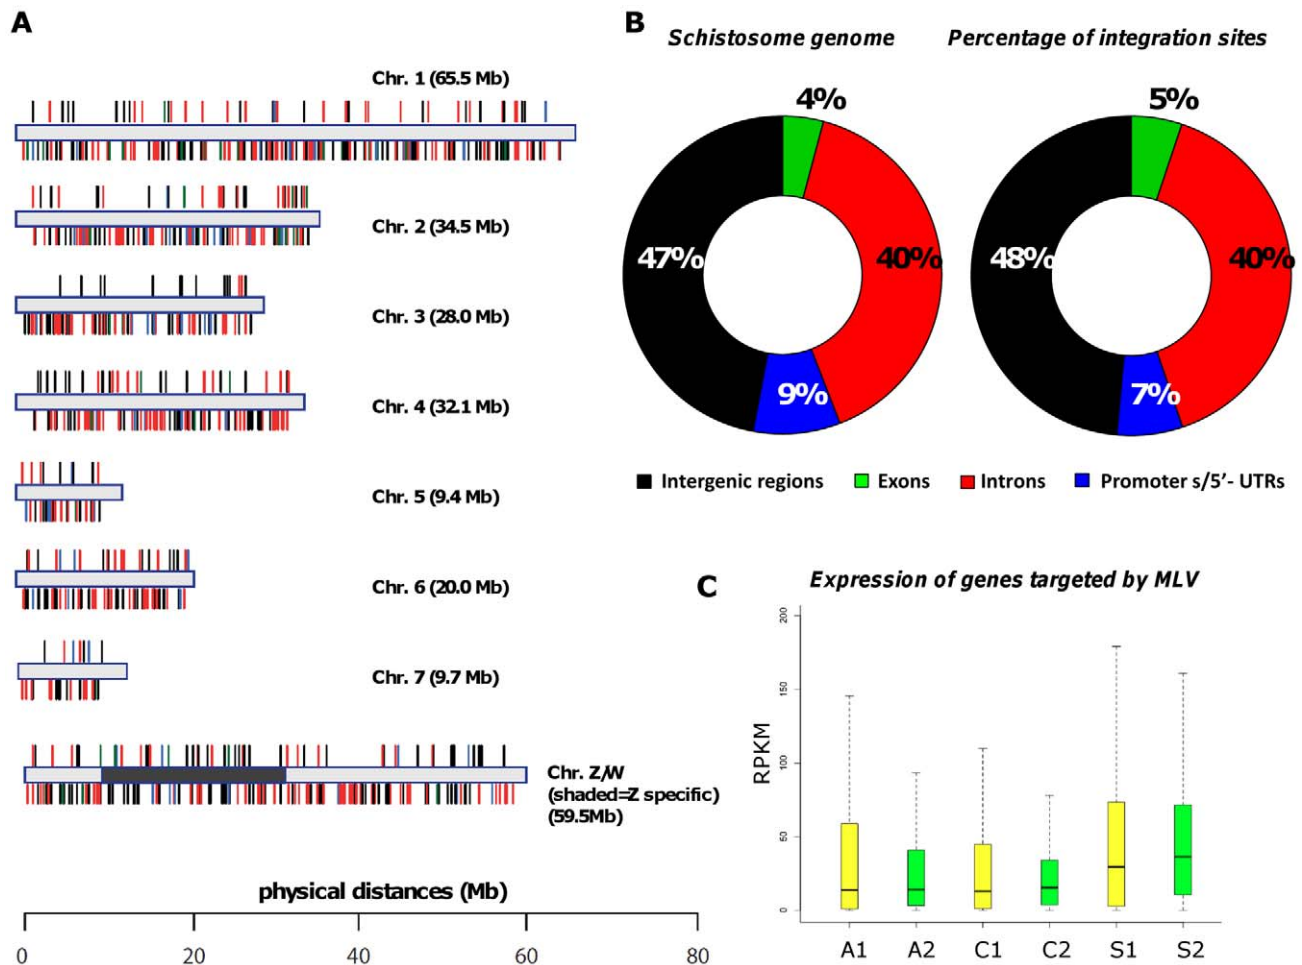 A
Chr. 1 (65.5 Mb)
Chr. 2 (34.5 Mb)
Chr. 3 (28.0 Mb)
Chr. 4 (32.1 Mb)
Chr. 5 (9.4 Mb)
Chr. 6 (20.0 Mb)
Chr. 7 (9.7 Mb)
Chr. Z/W
(shaded=Z specific)
(59.5Mb)
physical distances (Mb)
0 20 40 60 80
B
Schistosome genome
Percentage of integration sites
4%
47%
40%
9%
5%
48%
40%
7%
Intergenic regions
Exons
Introns
Promoter s/5'- UTRs
C
Expression of genes targeted by MLV
RPKM
200
150
100
50
0
A1 A2 C1 C2 S1 S2